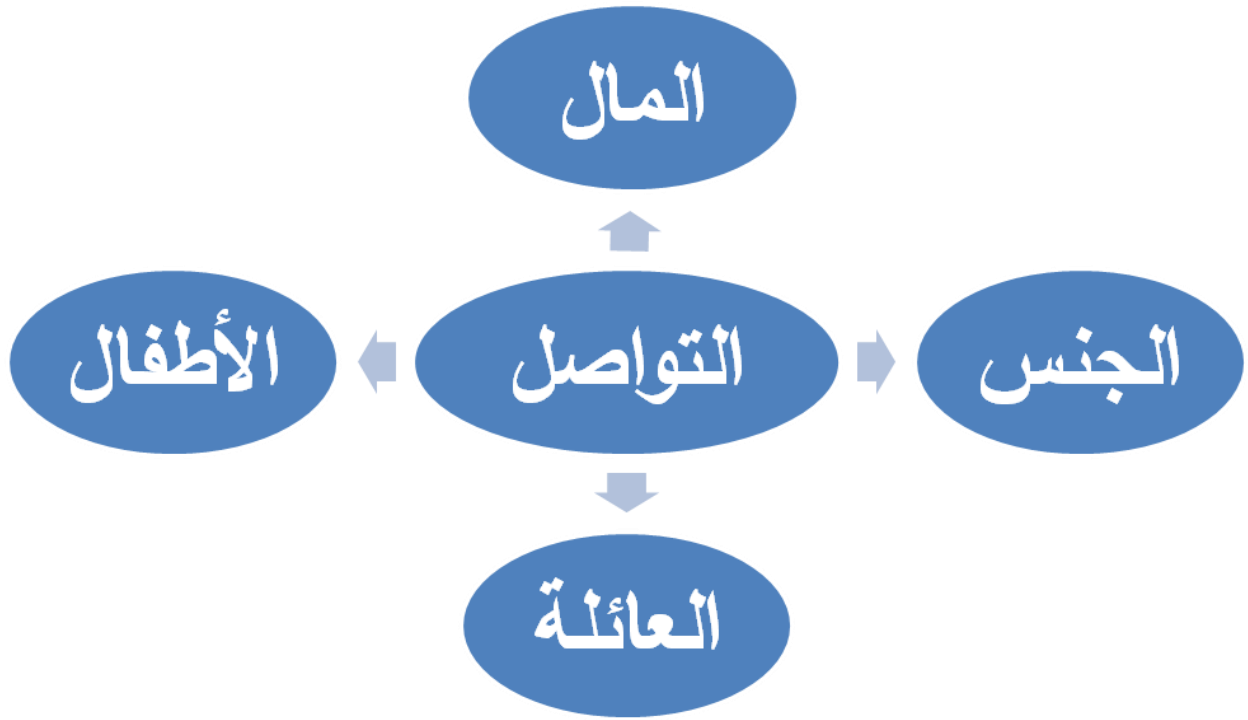 المال
الجنس
التواصل
الأطفال
العائلة